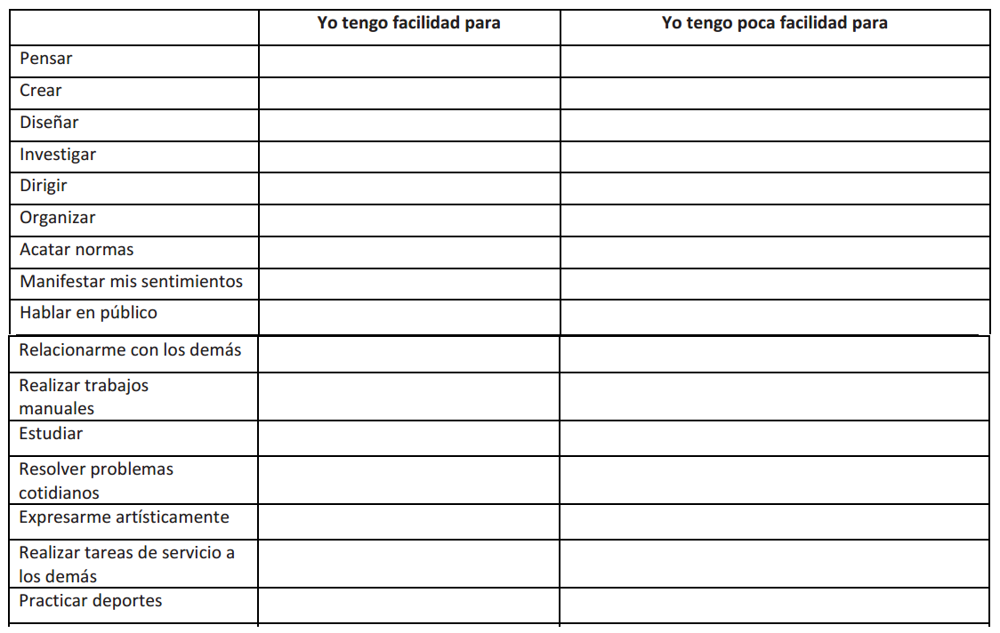 Yo tengo facilidad para Yo tengo poca facilidad para
Pensar
Crear
Diseñar
Investigar
Dirigir
Organizar
Acatar normas
Manifestar mis sentimientos
Hablar en público
Relacionarme con los demás
Realizar trabajos
manuales
Estudiar
Resolver problemas
cotidianos
Expresarme artísticamente
Realizar tareas de servicio a
los demás
Practicar deportes